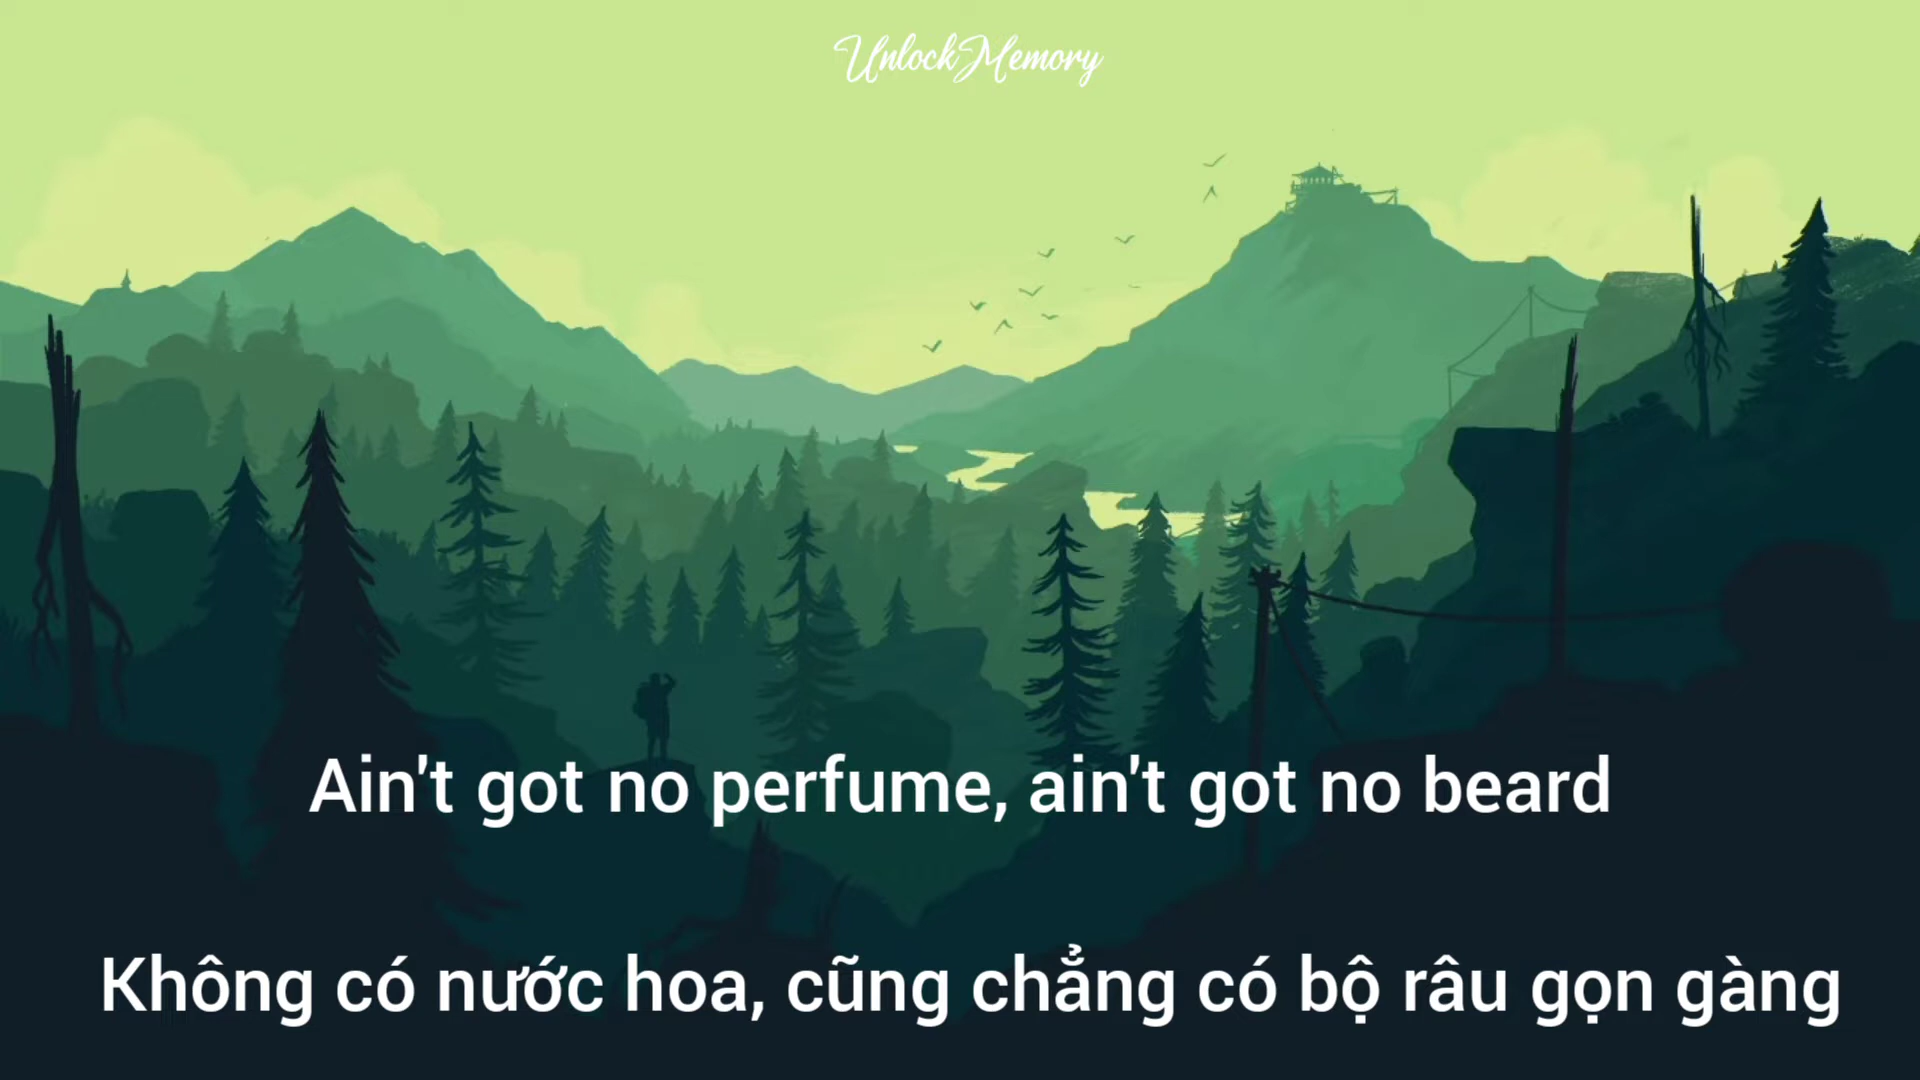 UnlockMemory
Ain't got no perfume, ain't got no beard
Không có nước hoa, cũng chẳng có bộ râu gọn gàng